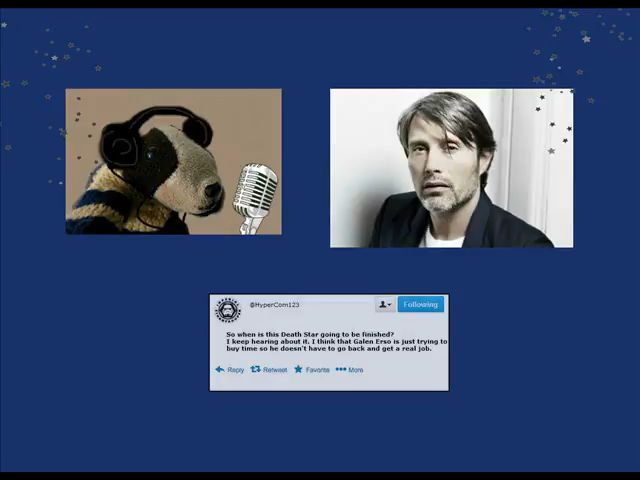 @HyperCom123
Following
So when is this Death Star going to be finished?
I keep hearing about it. I think that Galen Erso is just trying to
buy time so he doesn't have to go back and get a real job.
Reply Retweet Favorite More